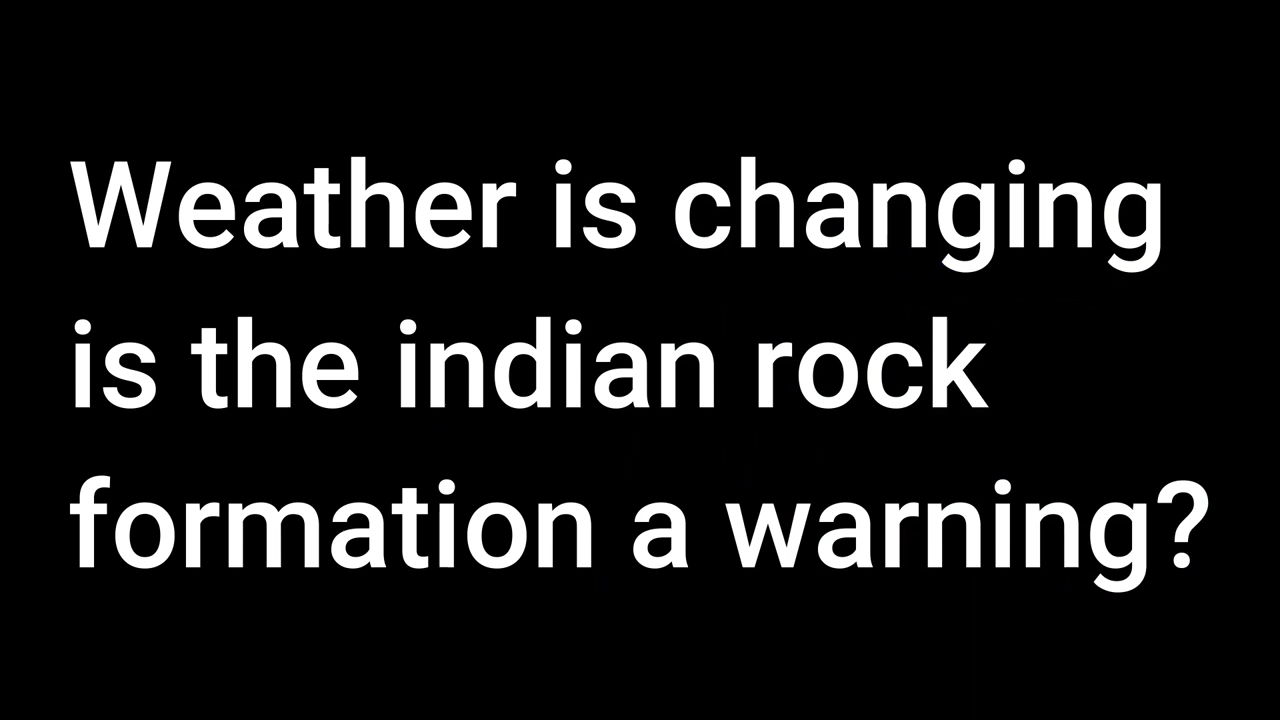 Weather is changing
is the indian rock
formation a warning?